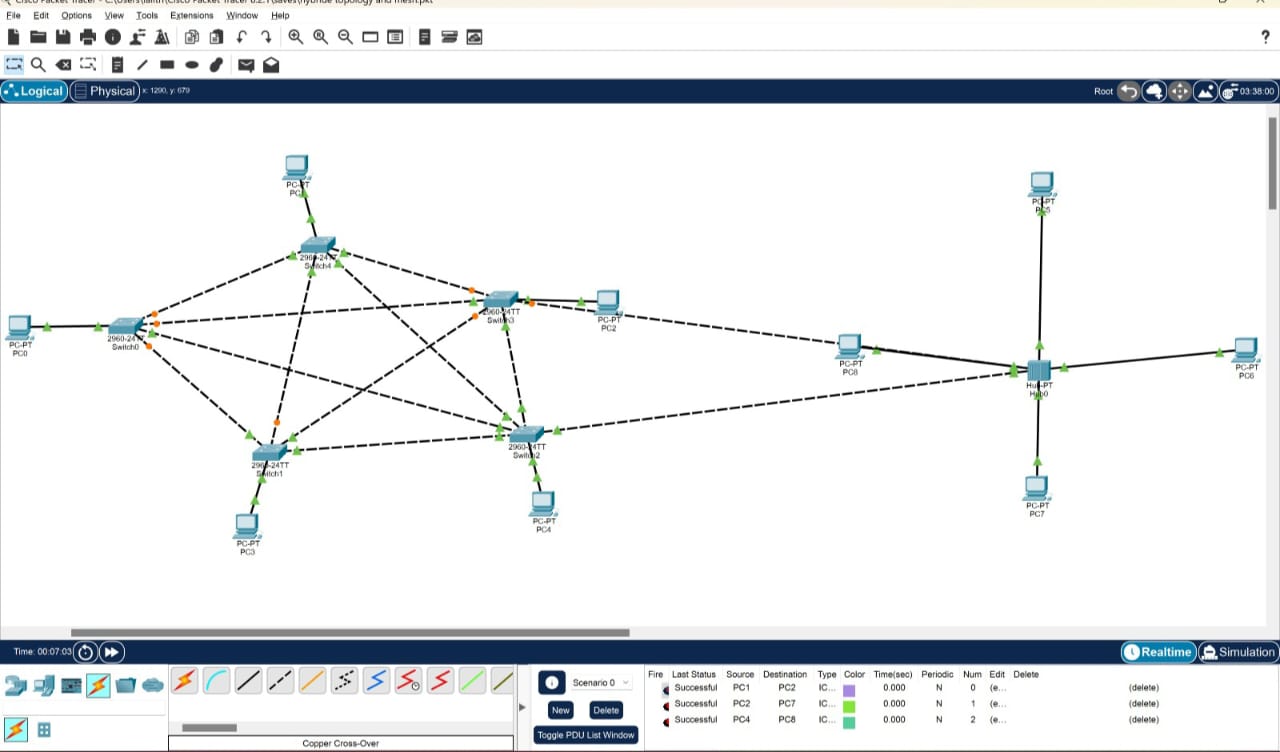 Cisco Packet Tracer - C:\Users\laith\Cisco Packet Tracer 8.2.1\saves\hybride topology and mesh.pkt
File Edit Options View Tools Extensions Window Help
?
Logical Physical x: 1290, y: 679 Root 03:38:00
PC-PT
PC-PT
PC5
2960-24TT
Switch4
2960-24TT
Switch3
PC-PT
PC2
PC-PT
PC0
2960-24TT
Switch0
PC-PT
PC8
PC-PT
PC6
Hub-PT
Hub0
2960-24TT
Switch2
2960-24TT
Switch1
PC-PT
PC4
PC-PT
PC7
PC-PT
PC3
Time: 00:07:03 Realtime Simulation
Scenario 0
New Delete
Toggle PDU List Window
Copper Cross-Over
Fire Last Status Source Destination Type Color Time(sec) Periodic Num Edit Delete
Successful PC1 PC2 IC... 0.000 N 0 (e... (delete)
Successful PC2 PC7 IC... 0.000 N 1 (e... (delete)
Successful PC4 PC8 IC... 0.000 N 2 (e... (delete)